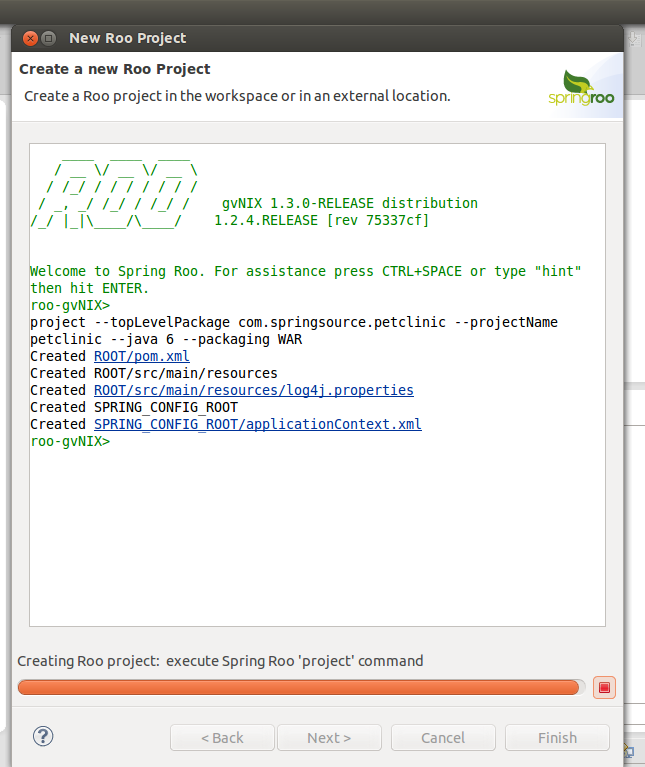 New Roo Project
Create a new Roo Project
Create a Roo project in the workspace or in an external location.
springroo
    ____  ____  ____
   / __ \/ __ \/ __ \
  / /_/ / / / / / / /
 / _, _/ /_/ / /_/ /    gvNIX 1.3.0-RELEASE distribution
/_/ |_|\____/\____/    1.2.4.RELEASE [rev 75337cf]
Welcome to Spring Roo. For assistance press CTRL+SPACE or type "hint"
then hit ENTER.
roo-gvNIX>
project --topLevelPackage com.springsource.petclinic --projectName
petclinic --java 6 --packaging WAR
Created ROOT/pom.xml
Created ROOT/src/main/resources
Created ROOT/src/main/resources/log4j.properties
Created SPRING_CONFIG_ROOT
Created SPRING_CONFIG_ROOT/applicationContext.xml
roo-gvNIX>
Creating Roo project:  execute Spring Roo 'project' command
?
< Back
Next >
Cancel
Finish